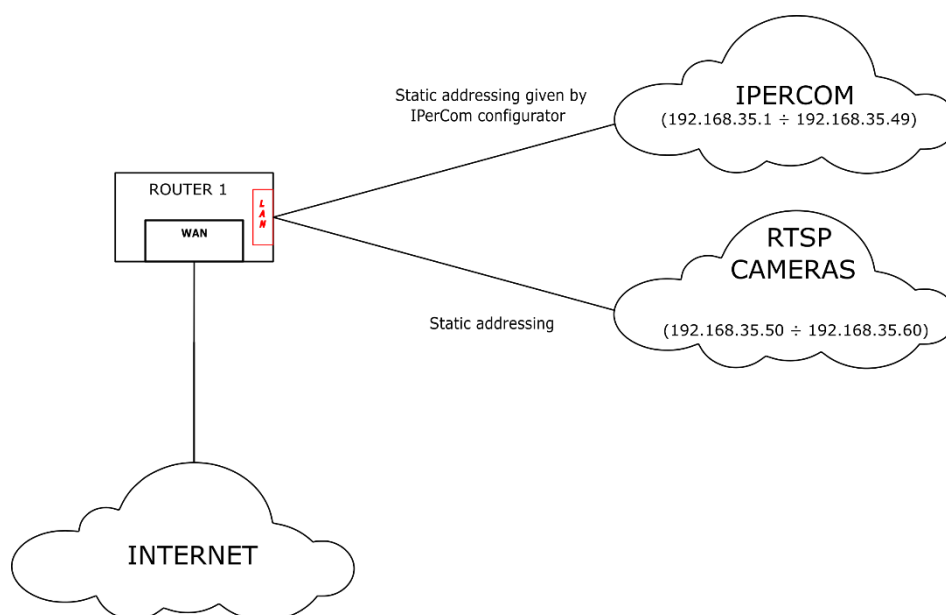 Static addressing given by
IPerCom configurator
IPERCOM
(192.168.35.1 ÷ 192.168.35.49)
ROUTER 1
LAN
WAN
RTSP
CAMERAS
(192.168.35.50 ÷ 192.168.35.60)
Static addressing
INTERNET